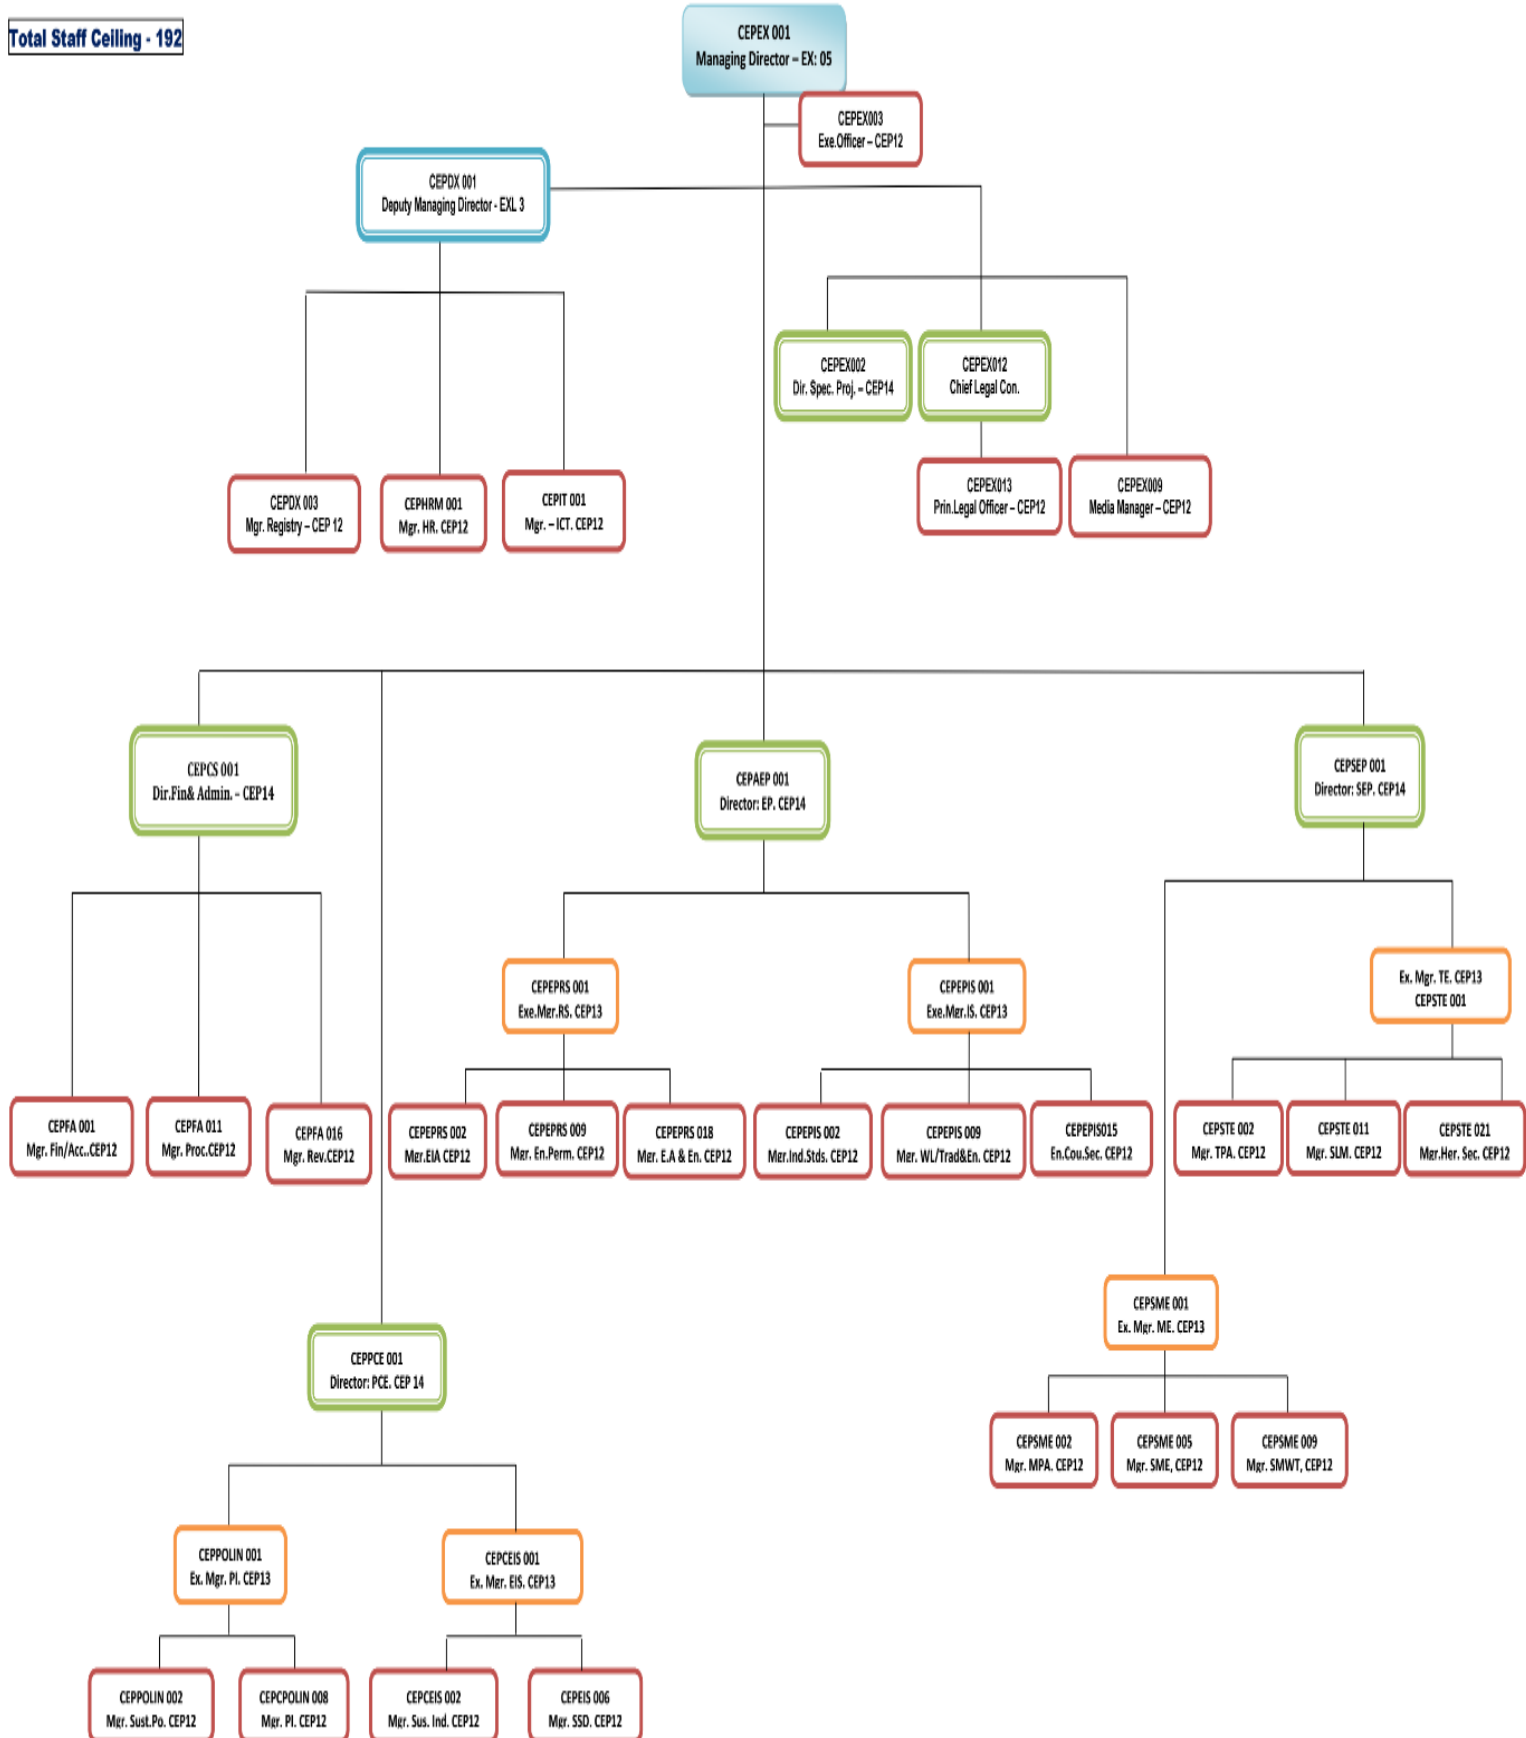 Total Staff Ceiling - 192
CEPEX 001
Managing Director – EX: 05
CEPEX003
Exe.Officer – CEP12
CEPDX 001
Deputy Managing Director - EXL 3
CEPEX002
Dir. Spec. Proj. – CEP14
CEPEX012
Chief Legal Con.
CEPDX 003
Mgr. Registry – CEP 12
CEPHRM 001
Mgr. HR. CEP12
CEPIT 001
Mgr. – ICT. CEP12
CEPEX013
Prin.Legal Officer – CEP12
CEPEX009
Media Manager – CEP12
CEPCS 001
Dir.Fin& Admin. – CEP14
CEPAEP 001
Director: EP. CEP14
CEPSEP 001
Director: SEP. CEP14
CEPEPRS 001
Exe.Mgr.RS. CEP13
CEPEPIS 001
Exe.Mgr.IS. CEP13
Ex. Mgr. TE. CEP13
CEPSTE 001
CEPFA 001
Mgr. Fin/Acc..CEP12
CEPFA 011
Mgr. Proc.CEP12
CEPFA 016
Mgr. Rev.CEP12
CEPEPRS 002
Mgr.EIA CEP12
CEPEPRS 009
Mgr. En.Perm. CEP12
CEPEPRS 018
Mgr. E.A & En. CEP12
CEPEPIS 002
Mgr.Ind.Stds. CEP12
CEPEPIS 009
Mgr. WL/Trad&En. CEP12
CEPEPIS015
En.Cou.Sec. CEP12
CEPSTE 002
Mgr. TPA. CEP12
CEPSTE 011
Mgr. SLM. CEP12
CEPSTE 021
Mgr.Her. Sec. CEP12
CEPSME 001
Ex. Mgr. ME. CEP13
CEPPCE 001
Director: PCE. CEP 14
CEPSME 002
Mgr. MPA. CEP12
CEPSME 005
Mgr. SME, CEP12
CEPSME 009
Mgr. SMWT, CEP12
CEPPOLIN 001
Ex. Mgr. PI. CEP13
CEPCEIS 001
Ex. Mgr. EIS. CEP13
CEPPOLIN 002
Mgr. Sust.Po. CEP12
CEPCPOLIN 008
Mgr. PI. CEP12
CEPCEIS 002
Mgr. Sus. Ind. CEP12
CEPEIS 006
Mgr. SSD. CEP12